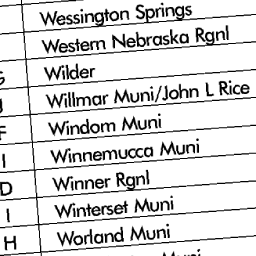 Wessington Springs
Western Nebraska Rgnl
Wilder
Willmar Muni/John L Rice
Windom Muni
I Winnemucca Muni
D Winner Rgnl
I Winterset Muni
H Worland Muni
Muni